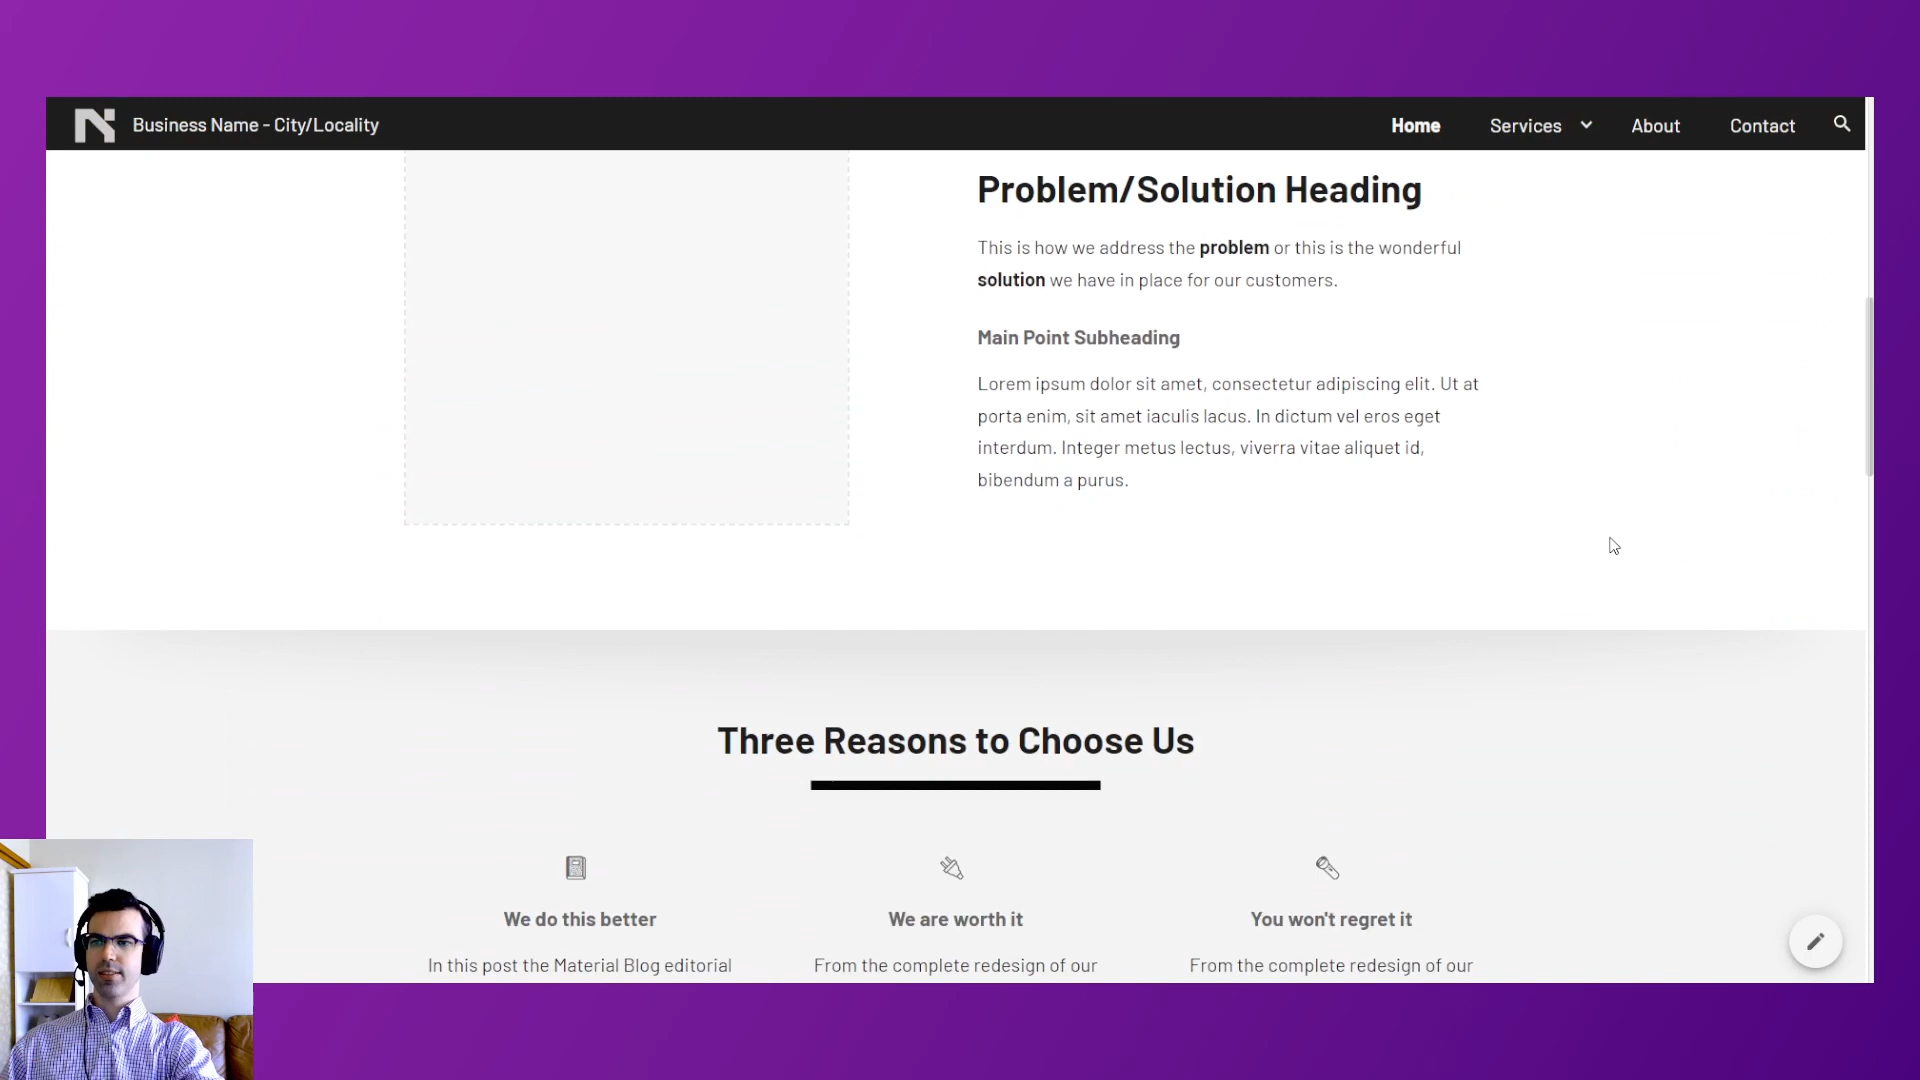 Business Name - City/Locality
Home
Services
About
Contact
Problem/Solution Heading
This is how we address the problem or this is the wonderful
solution we have in place for our customers.
Main Point Subheading
Lorem ipsum dolor sit amet, consectetur adipiscing elit. Ut at
porta enim, sit amet iaculis lacus. In dictum vel eros eget
interdum. Integer metus lectus, viverra vitae aliquet id,
bibendum a purus.
Three Reasons to Choose Us
We do this better
We are worth it
You won't regret it
In this post the Material Blog editorial
From the complete redesign of our
From the complete redesign of our